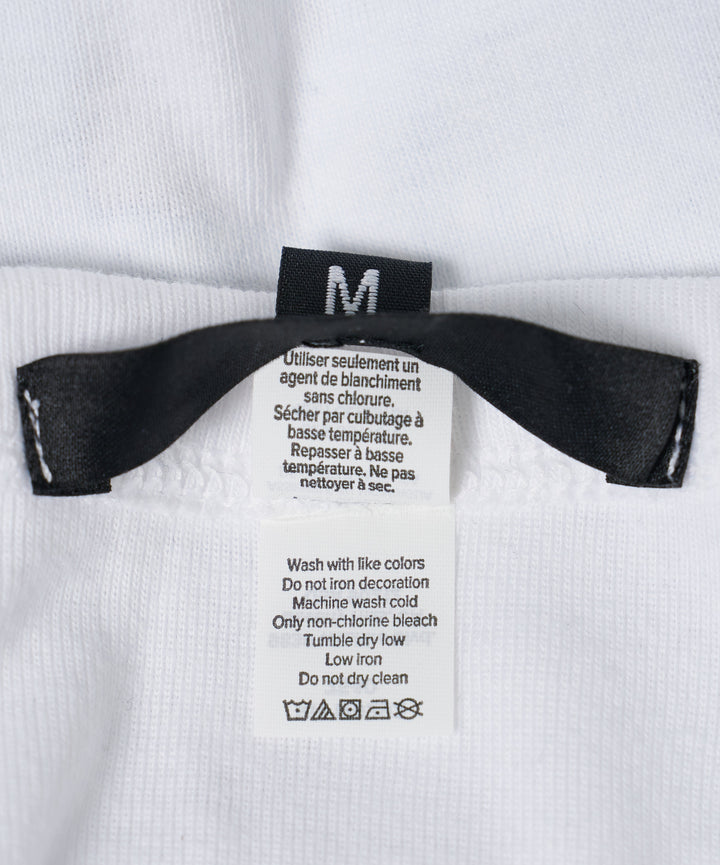 M
Utiliser seulement un
agent de blanchiment
sans chlorure.
Sécher par culbutage à
basse température.
Repasser à basse
température. Ne pas
nettoyer à sec.
Wash with like colors
Do not iron decoration
Machine wash cold
Only non-chlorine bleach
Tumble dry low
Low iron
Do not dry clean